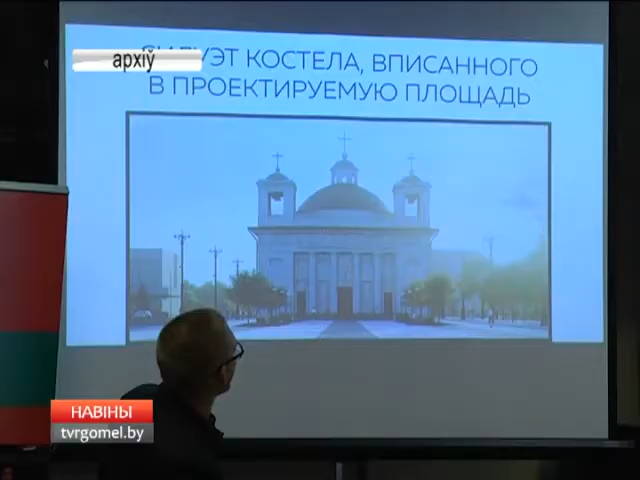 архіў
КОСТЕЛА, ВПИСАННОГО
В ПРОЕКТИРУЕМУЮ ПЛОЩАДЬ
НАВІНЫ
tvrgomel.by